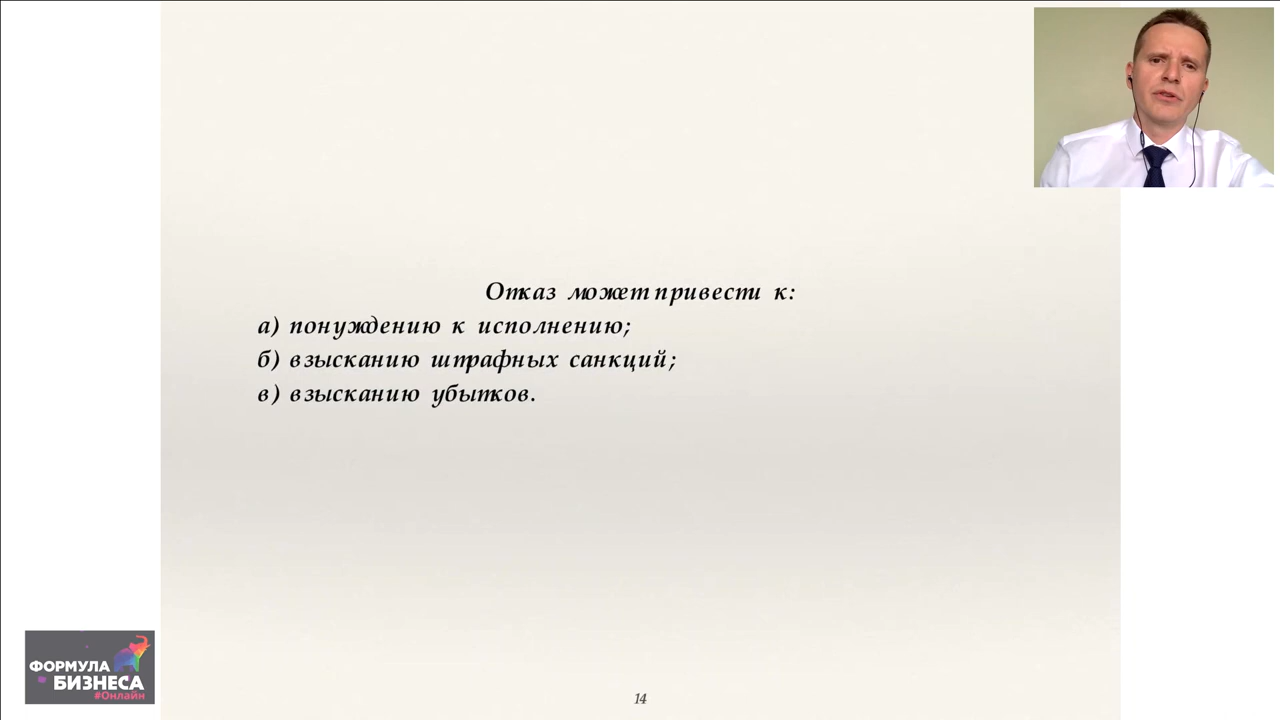 Отказ может привести к:
а) понуждению к исполнению;
б) взысканию штрафных санкций;
в) взысканию убытков.
ФОРМУЛА
БИЗНЕСА
#Онлайн
14